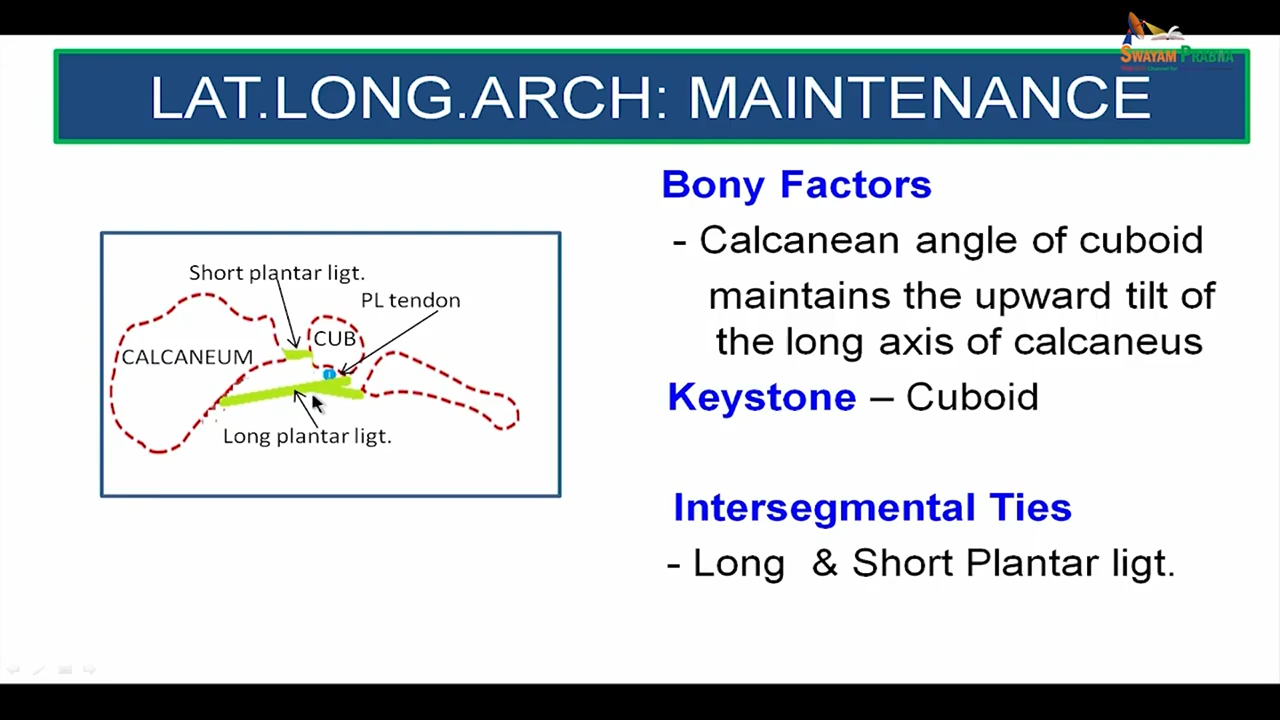 SWAYAM PRABHA
LAT.LONG.ARCH: MAINTENANCE
Bony Factors
- Calcanean angle of cuboid
maintains the upward tilt of
the long axis of calcaneus
Keystone – Cuboid
Intersegmental Ties
- Long & Short Plantar ligt.
Short plantar ligt.
PL tendon
CUB
CALCANEUM
Long plantar ligt.